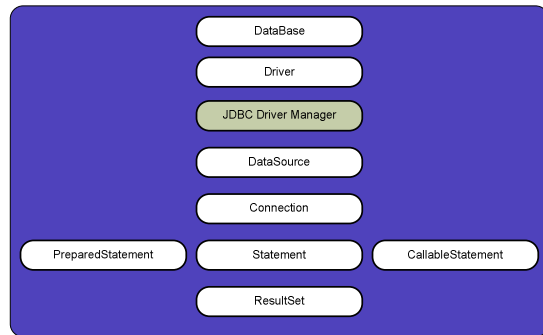 DataBase
Driver
JDBC Driver Manager
DataSource
Connection
PreparedStatement
Statement
CallableStatement
ResultSet